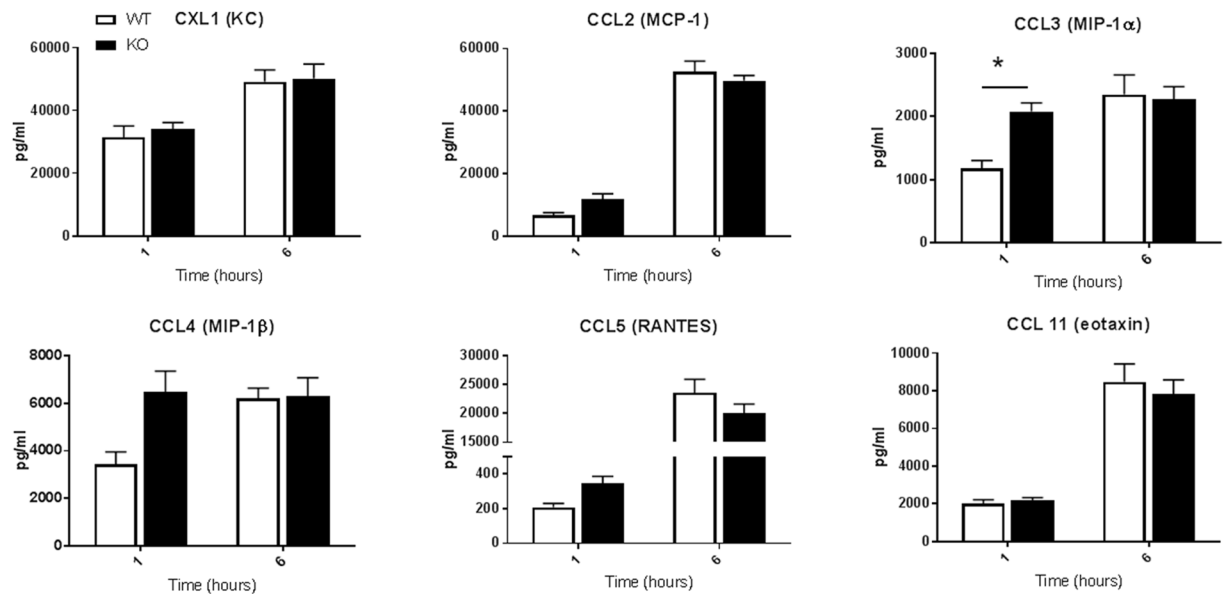 WT
KO
CXL1 (KC)
60000
40000
20000
0
pg/ml
1
6
Time (hours)
CCL2 (MCP-1)
60000
40000
20000
0
pg/ml
1
6
Time (hours)
CCL3 (MIP-1α)
3000
2000
1000
0
pg/ml
*
1
6
Time (hours)
CCL4 (MIP-1β)
8000
6000
4000
2000
0
pg/ml
1
6
Time (hours)
CCL5 (RANTES)
30000
25000
20000
15000
400
200
0
pg/ml
1
6
Time (hours)
CCL 11 (eotaxin)
10000
8000
6000
4000
2000
0
pg/ml
1
6
Time (hours)